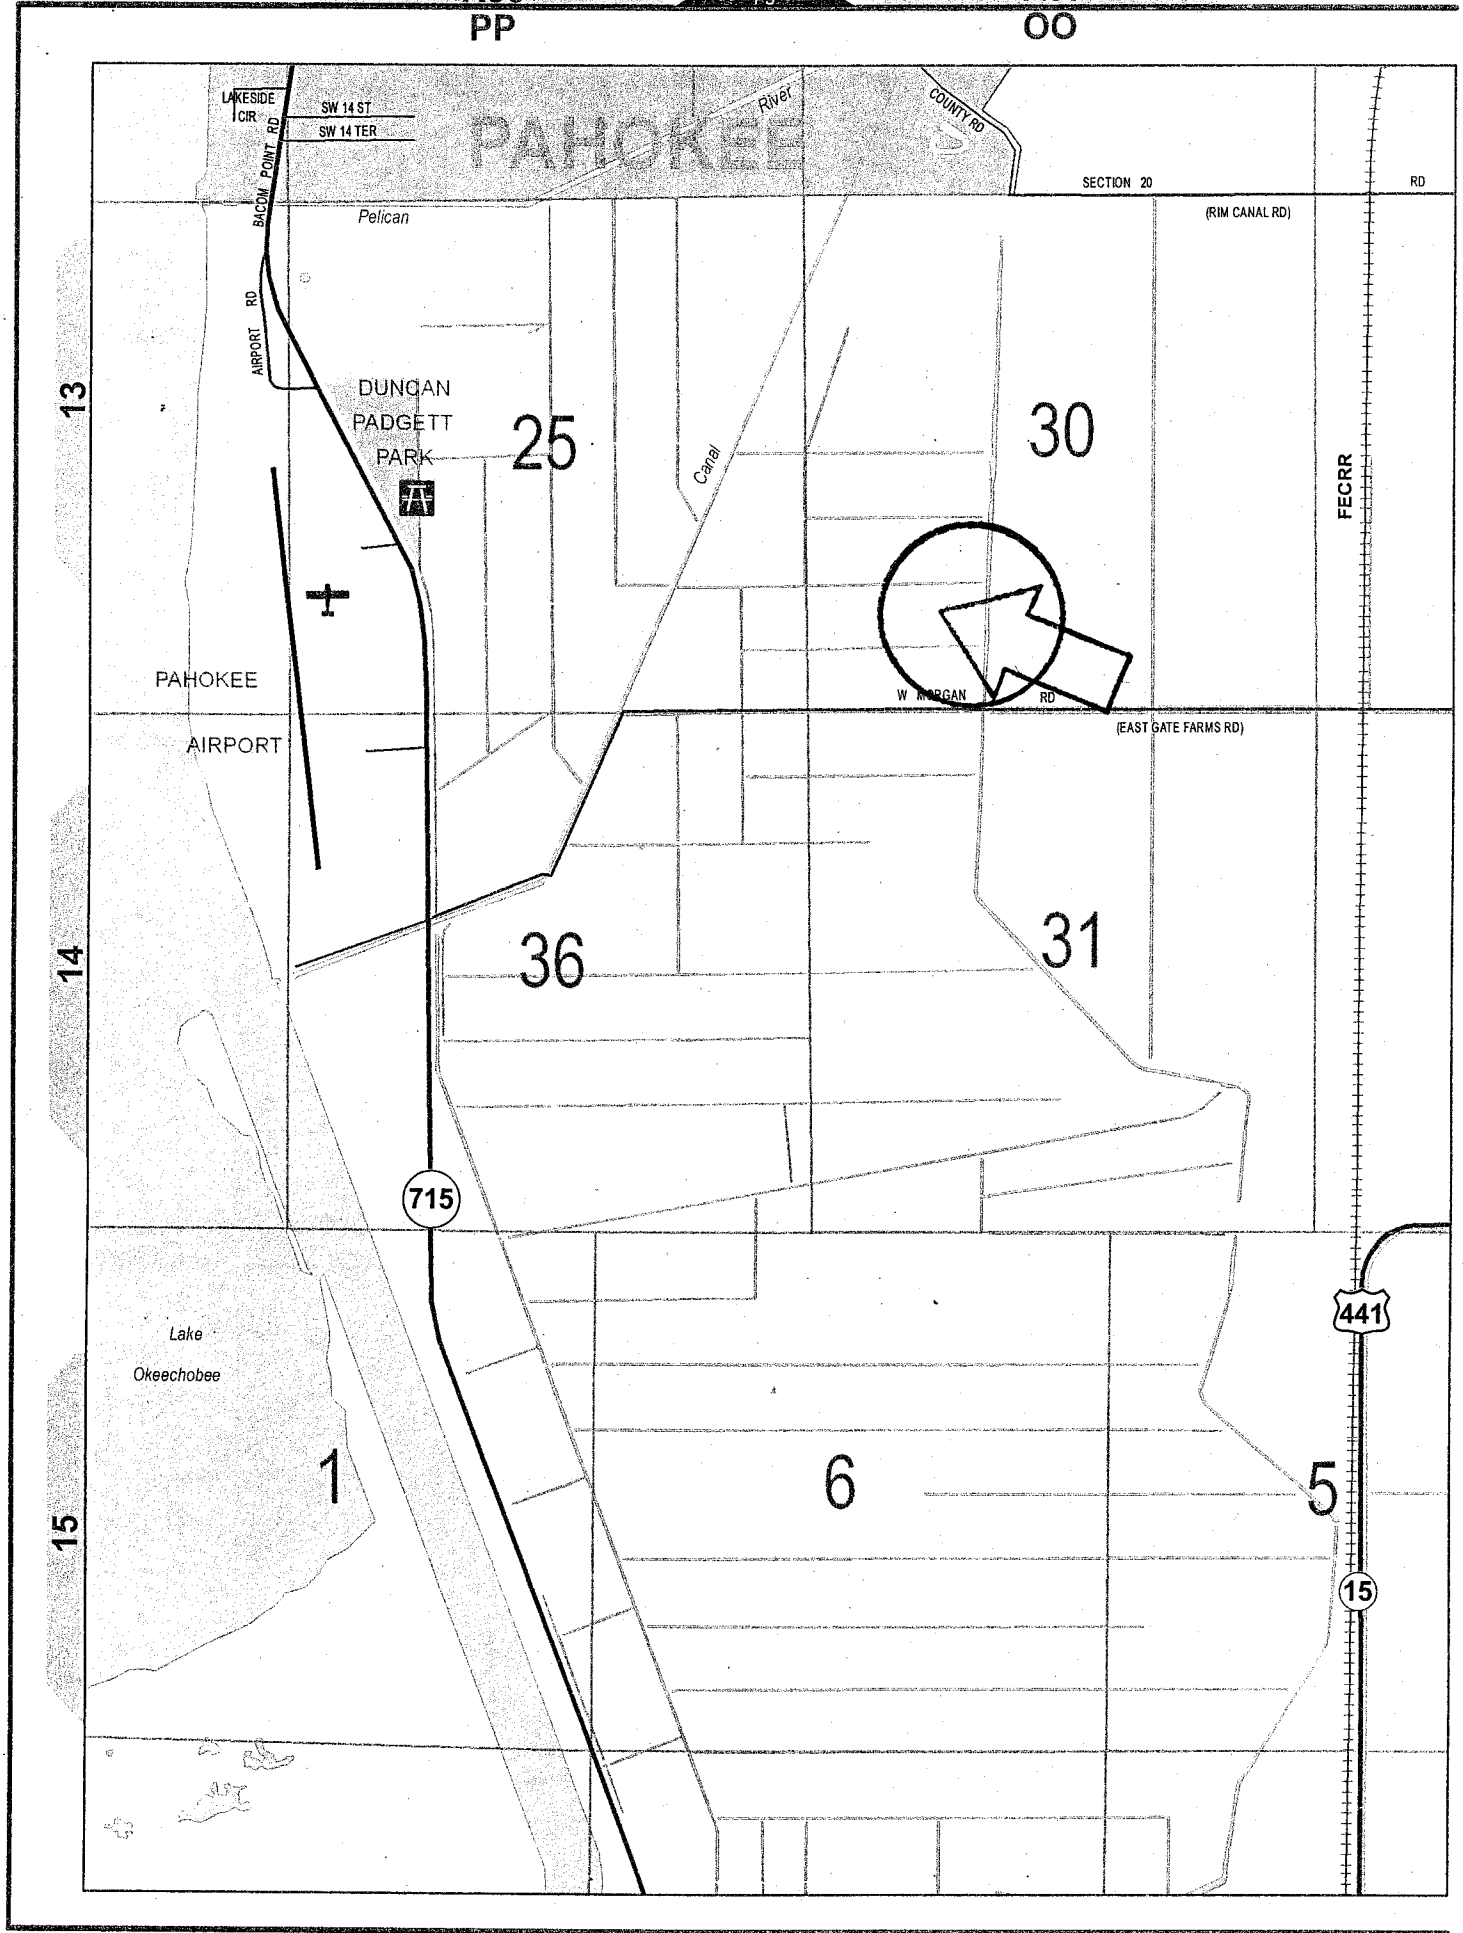 PP
OO
LAKESIDE
CIR
SW 14 ST
SW 14 TER
BACOM POINT RD
PAHOKEE
River
COUNTY RD
SECTION 20 RD
(RIM CANAL RD)
Pelican
AIRPORT RD
13
DUNCAN
PADGETT
PARK
25
Canal
30
FECRR
PAHOKEE
AIRPORT
W MORGAN RD
(EAST GATE FARMS RD)
14
36
31
715
441
Lake
Okeechobee
1
6
5
15
15